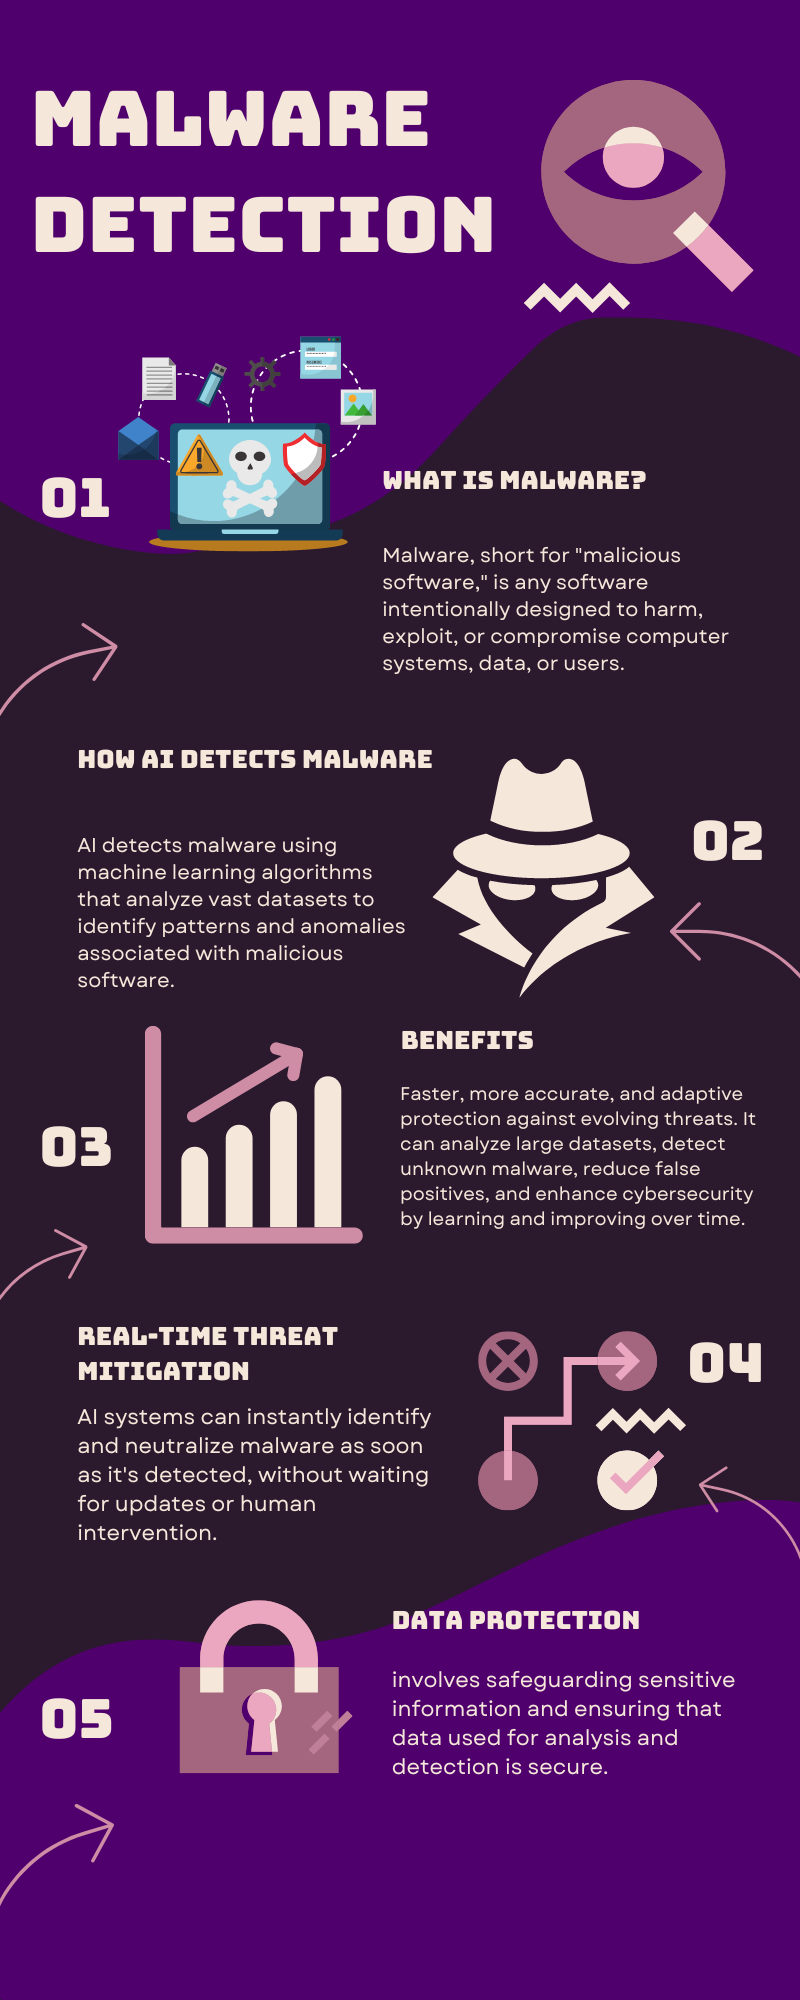 MALWARE
DETECTION
01
WHAT IS MALWARE?
Malware, short for "malicious
software," is any software
intentionally designed to harm,
exploit, or compromise computer
systems, data, or users.
HOW AI DETECTS MALWARE
02
AI detects malware using
machine learning algorithms
that analyze vast datasets to
identify patterns and anomalies
associated with malicious
software.
03
BENEFITS
Faster, more accurate, and adaptive
protection against evolving threats. It
can analyze large datasets, detect
unknown malware, reduce false
positives, and enhance cybersecurity
by learning and improving over time.
REAL-TIME THREAT
MITIGATION
04
AI systems can instantly identify
and neutralize malware as soon
as it's detected, without waiting
for updates or human
intervention.
05
DATA PROTECTION
involves safeguarding sensitive
information and ensuring that
data used for analysis and
detection is secure.